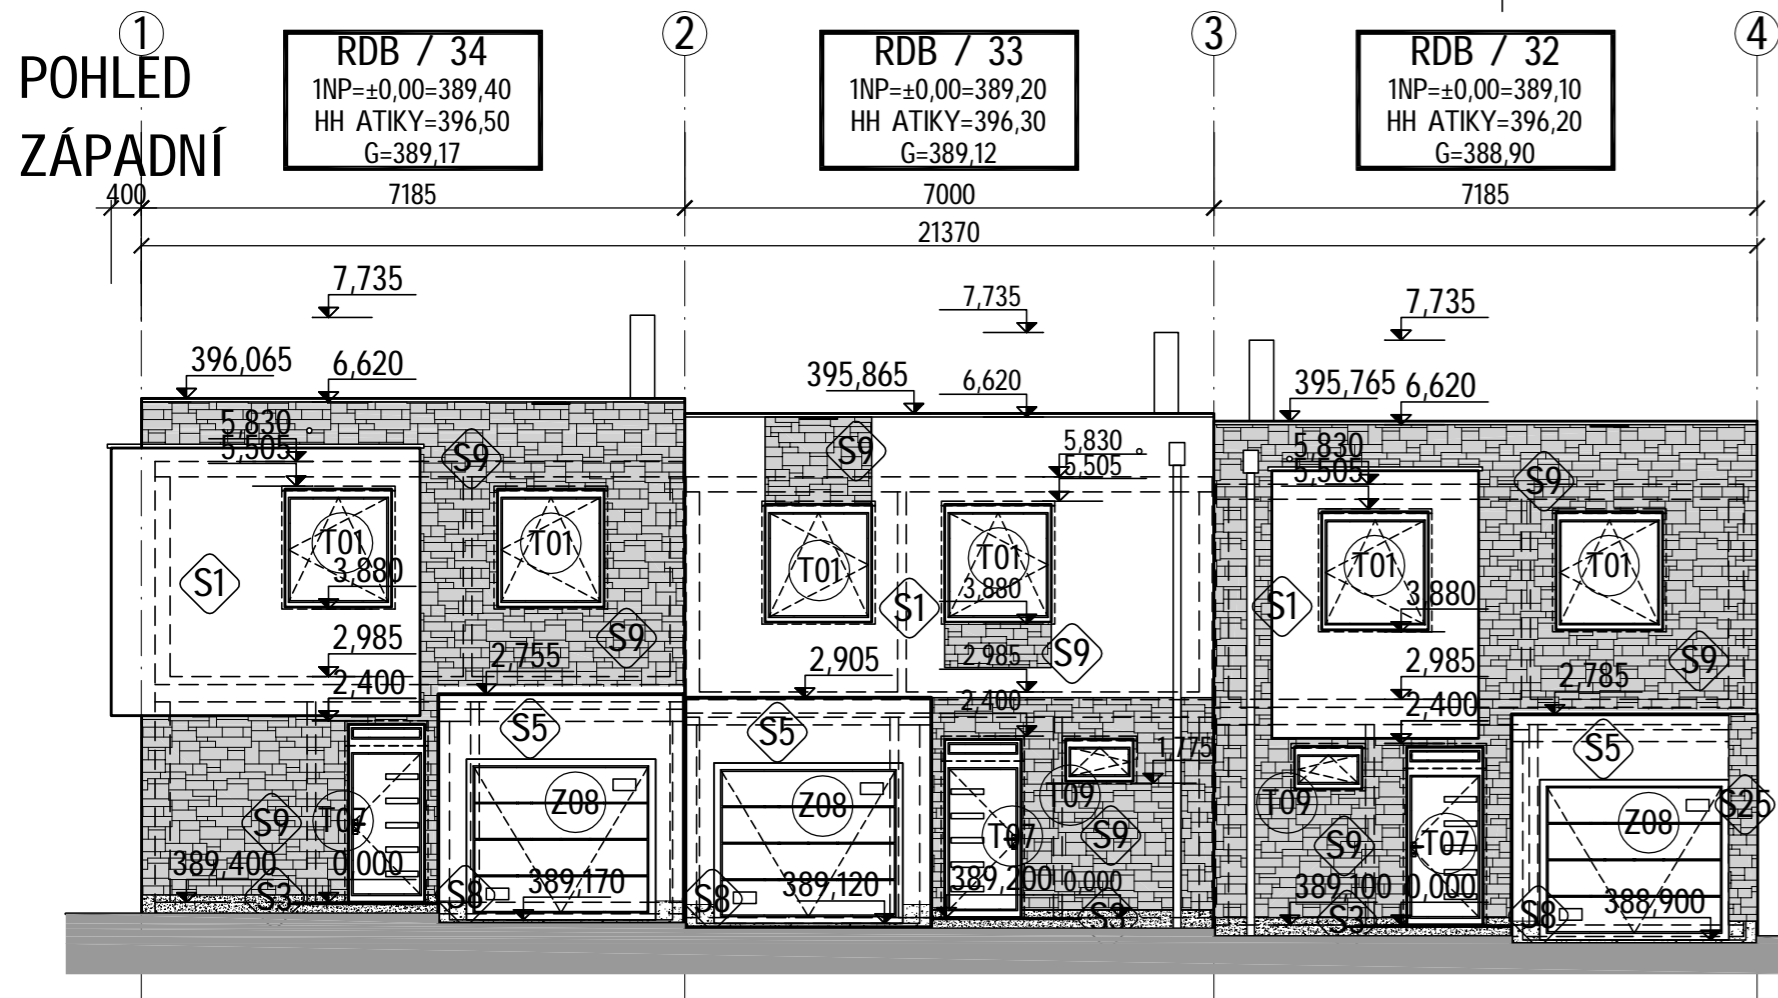 1
2
3
4
POHLED
ZÁPADNÍ
RDB / 34
1NP=±0,00=389,40
HH ATIKY=396,50
G=389,17
RDB / 33
1NP=±0,00=389,20
HH ATIKY=396,30
G=389,12
RDB / 32
1NP=±0,00=389,10
HH ATIKY=396,20
G=388,90
400
7185
7000
7185
21370
7,735
7,735
7,735
396,065
6,620
395,865
6,620
395,765
6,620
5,830
5,505
S9
S9
5,830
5,505
5,830
5,505
S9
T01
T01
T01
T01
T01
T01
S1
3,880
S1
3,880
S1
3,880
2,985
S9
2,755
2,905
2,985
S9
2,985
S9
2,785
2,400
2,400
2,400
S5
S5
S5
1,775
Z08
Z08
T09
T09
Z08
S25
S9
T07
T07
S9
S9
T07
389,400
0,000
S3
S8
389,170
S8
389,120
389,200
0,000
S3
389,100
0,000
S3
S8
388,900